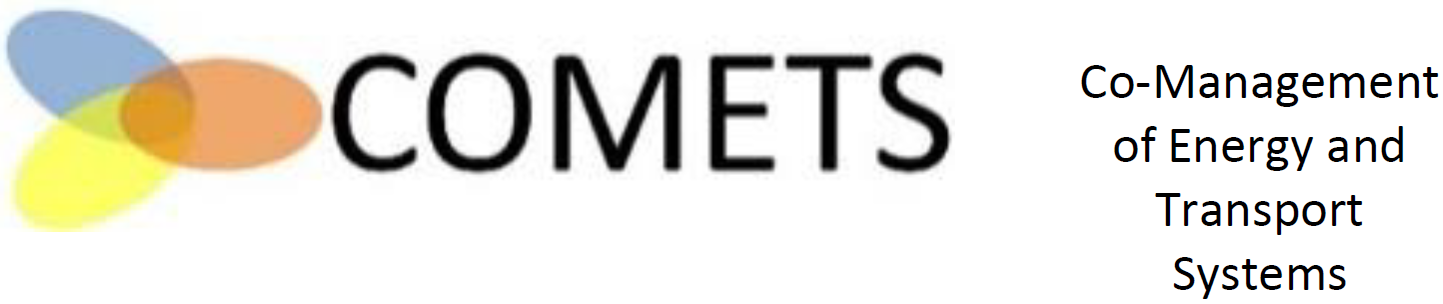 COMETS
Co-Management
of Energy and
Transport
Systems